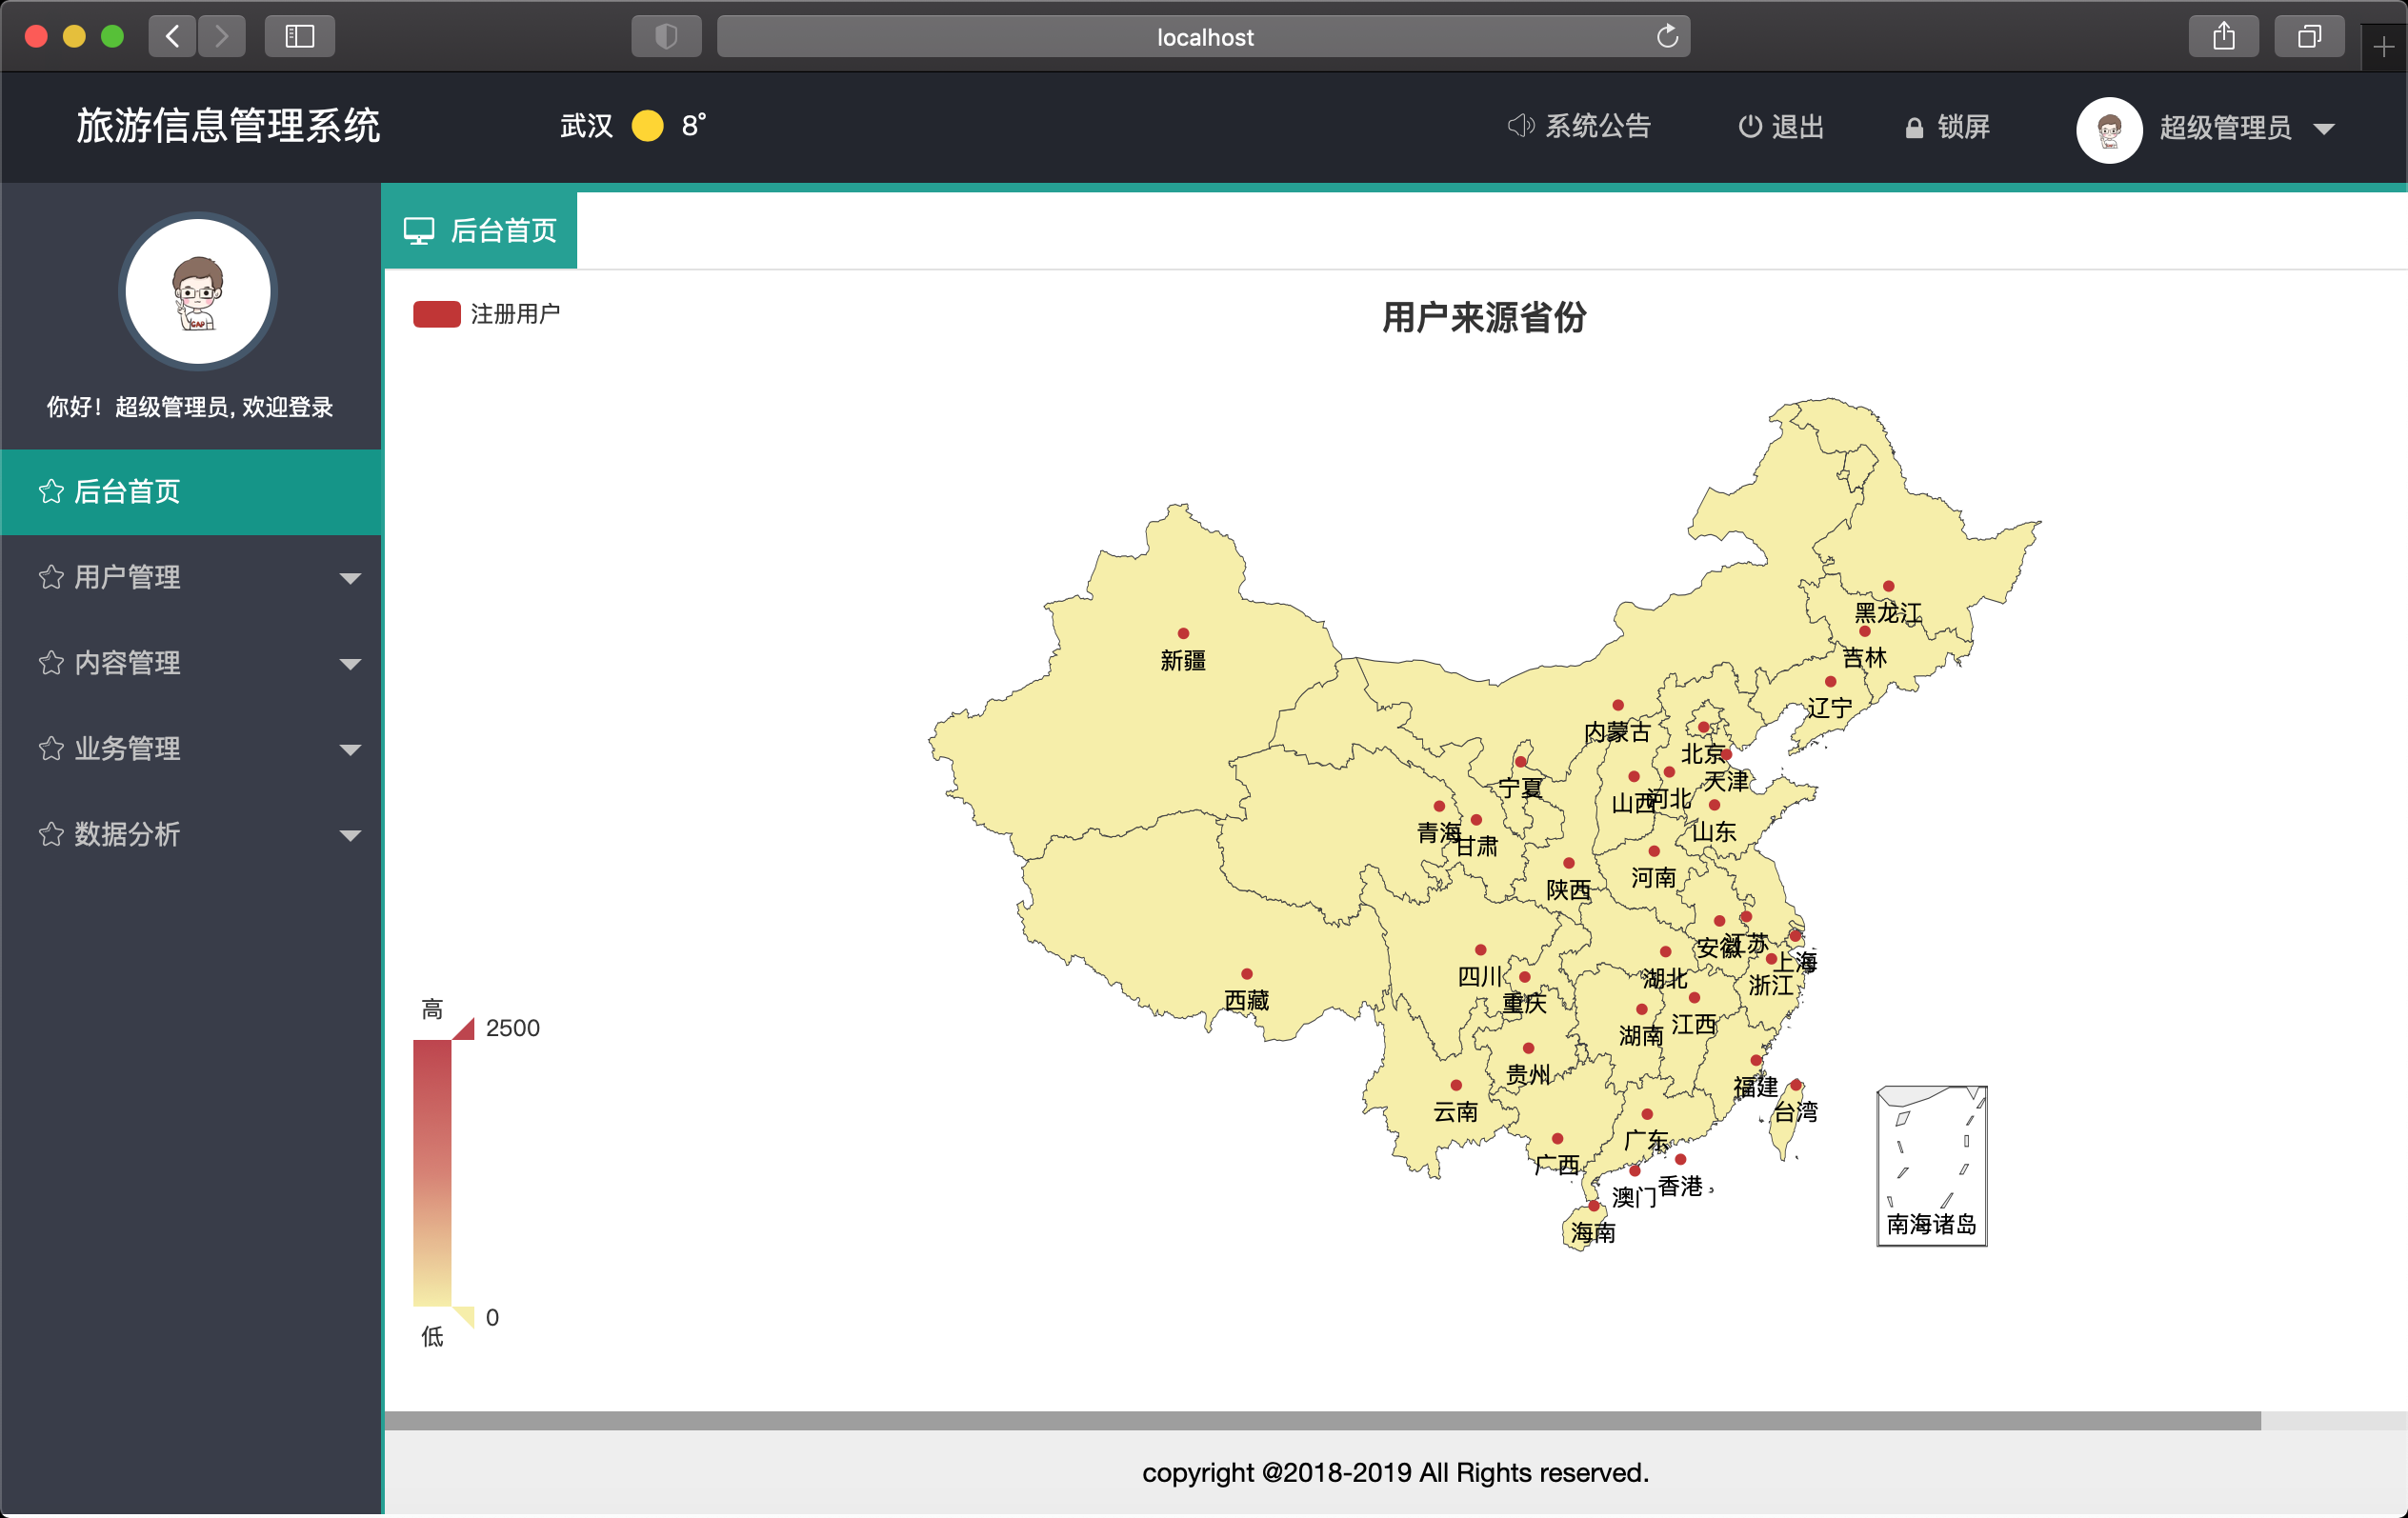 localhost
旅游信息管理系统
武汉 8°
系统公告
退出
锁屏
超级管理员
你好！超级管理员, 欢迎登录
后台首页
用户管理
内容管理
业务管理
数据分析
后台首页
注册用户
用户来源省份
黑龙江
吉林
辽宁
新疆
内蒙古
北京
天津
宁夏
山西
河北
山东
青海
甘肃
河南
陕西
安徽
江苏
上海
四川
湖北
浙江
西藏
重庆
湖南
江西
贵州
福建
云南
台湾
广东
广西
澳门
香港
海南
南海诸岛
高
2500
0
低
copyright @2018-2019 All Rights reserved.